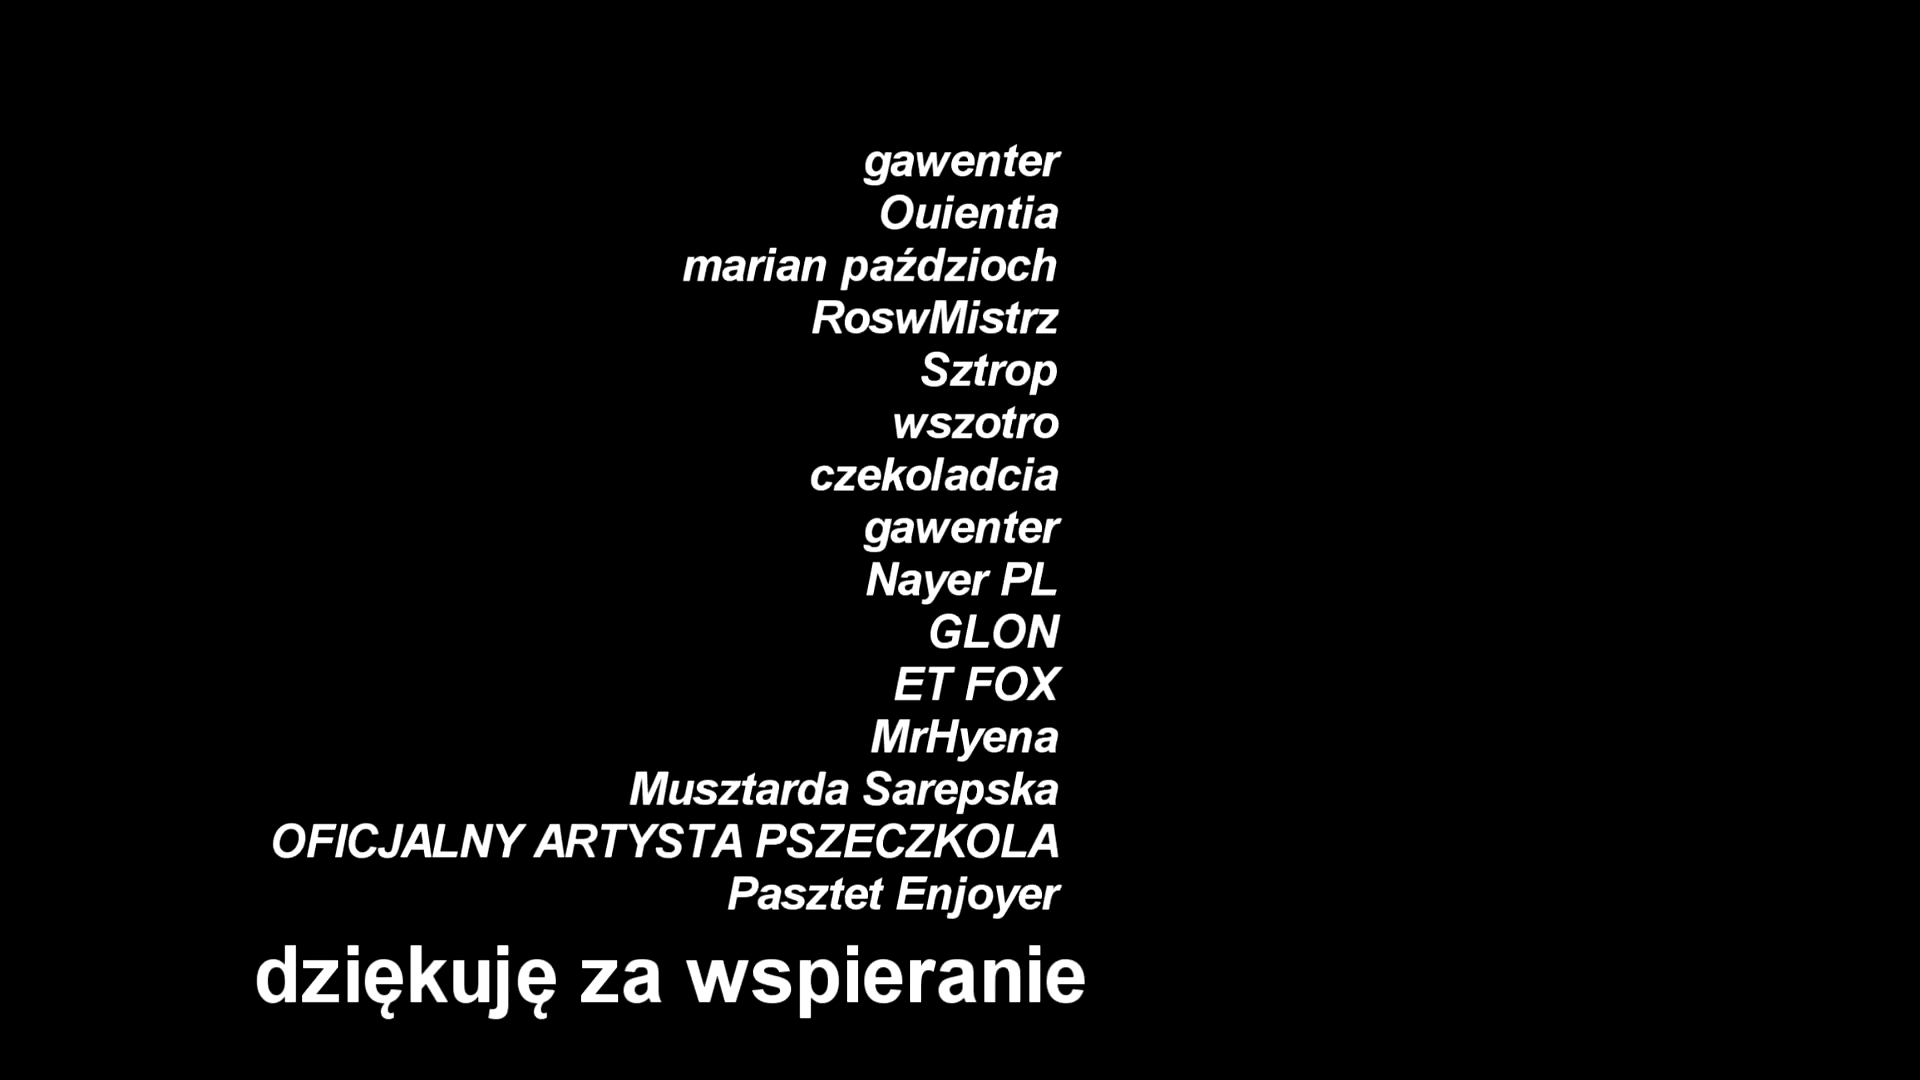 gawenter
Ouientia
marian paździoch
RoswMistrz
Sztrop
wszotro
czekoladcia
gawenter
Nayer PL
GLON
ET FOX
MrHyena
Musztarda Sarepska
OFICJALNY ARTYSTA PSZECZKOLA
Pasztet Enjoyer
dziękuję za wspieranie